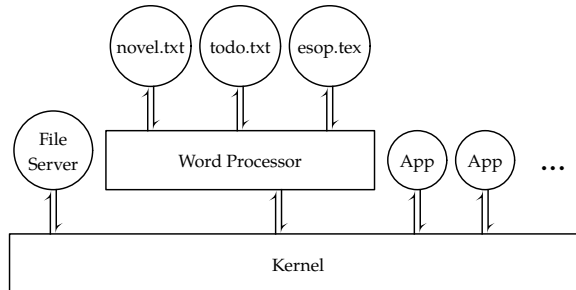 novel.txt
todo.txt
esop.tex
File
Server
Word Processor
App
App
...
Kernel